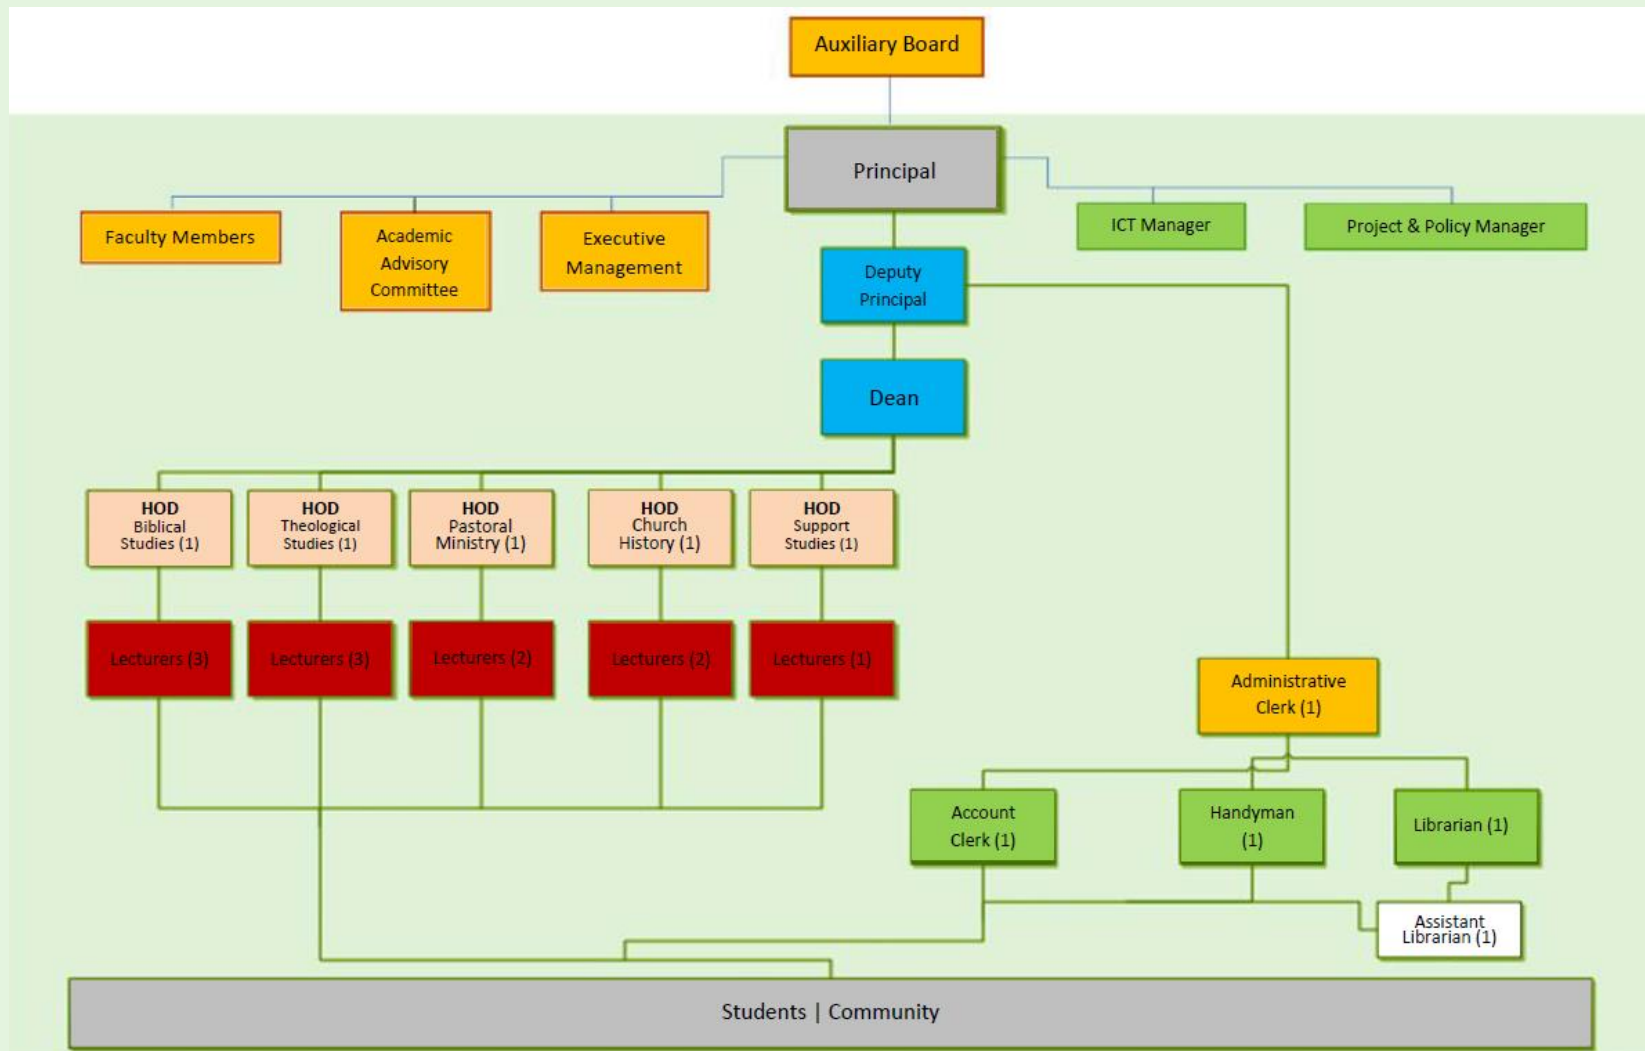 Auxiliary Board
Principal
Faculty Members
Academic
Advisory
Committee
Executive
Management
ICT Manager
Project & Policy Manager
Deputy
Principal
Dean
HOD
Biblical
Studies (1)
HOD
Theological
Studies (1)
HOD
Pastoral
Ministry (1)
HOD
Church
History (1)
HOD
Support
Studies (1)
Lecturers (3)
Lecturers (3)
Lecturers (2)
Lecturers (2)
Lecturers (1)
Administrative
Clerk (1)
Account
Clerk (1)
Handyman
(1)
Librarian (1)
Assistant
Librarian (1)
Students | Community